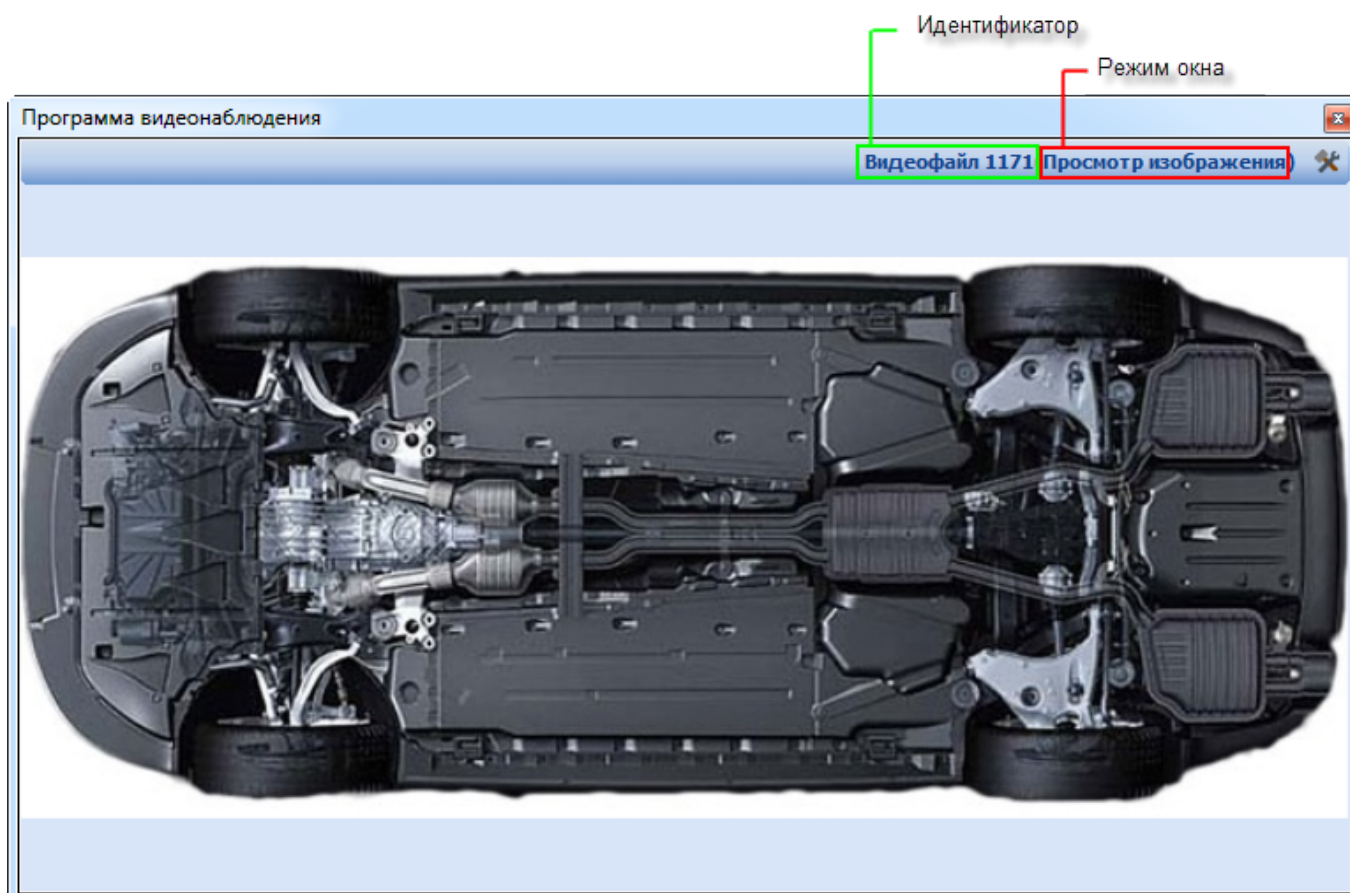 Идентификатор
Режим окна
Программа видеонаблюдения
Видеофайл 1171 Просмотр изображения)